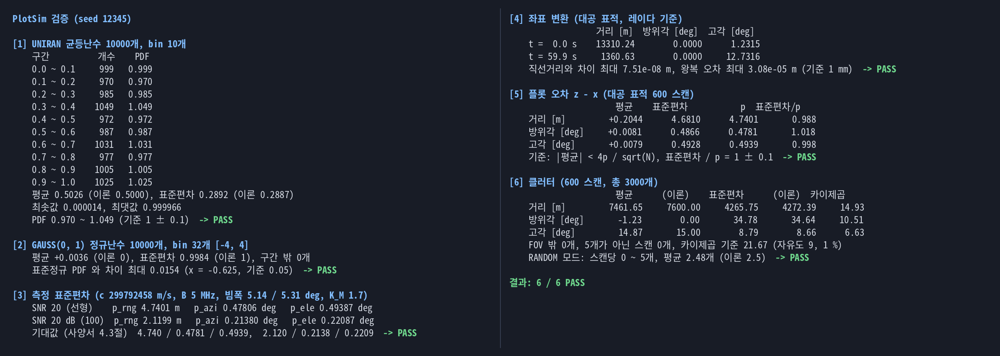 PlotSim 검증 (seed 12345)
[1] UNIRAN 균등난수 10000개, bin 10개
구간 개수 PDF
0.0 ~ 0.1 999 0.999
0.1 ~ 0.2 970 0.970
0.2 ~ 0.3 985 0.985
0.3 ~ 0.4 1049 1.049
0.4 ~ 0.5 972 0.972
0.5 ~ 0.6 987 0.987
0.6 ~ 0.7 1031 1.031
0.7 ~ 0.8 977 0.977
0.8 ~ 0.9 1005 1.005
0.9 ~ 1.0 1025 1.025
평균 0.5026 (이론 0.5000), 표준편차 0.2892 (이론 0.2887)
최솟값 0.000014, 최댓값 0.999966
PDF 0.970 ~ 1.049 (기준 1 ± 0.1) -> PASS
[2] GAUSS(0, 1) 정규난수 10000개, bin 32개 [-4, 4]
평균 +0.0036 (이론 0), 표준편차 0.9984 (이론 1), 구간 밖 0개
표준정규 PDF 와 차이 최대 0.0154 (x = -0.625, 기준 0.05) -> PASS
[3] 측정 표준편차 (c 299792458 m/s, B 5 MHz, 빔폭 5.14 / 5.31 deg, K_M 1.7)
SNR 20 (선형) p_rng 4.7401 m p_azi 0.47806 deg p_ele 0.49387 deg
SNR 20 dB (100) p_rng 2.1199 m p_azi 0.21380 deg p_ele 0.22087 deg
기대값 (사양서 4.3절) 4.740 / 0.4781 / 0.4939, 2.120 / 0.2138 / 0.2209 -> PASS
[4] 좌표 변환 (대공 표적, 레이다 기준)
거리 [m] 방위각 [deg] 고각 [deg]
t = 0.0 s 13310.24 0.0000 1.2315
t = 59.9 s 1360.63 0.0000 12.7316
직선거리와 차이 최대 7.51e-08 m, 왕복 오차 최대 3.08e-05 m (기준 1 mm) -> PASS
[5] 플롯 오차 z - x (대공 표적 600 스캔)
평균 표준편차 p 표준편차/p
거리 [m] +0.2044 4.6810 4.7401 0.988
방위각 [deg] +0.0081 0.4866 0.4781 1.018
고각 [deg] +0.0079 0.4928 0.4939 0.998
기준: |평균| < 4p / sqrt(N), 표준편차 / p = 1 ± 0.1 -> PASS
[6] 클러터 (600 스캔, 총 3000개)
평균 (이론) 표준편차 (이론) 카이제곱
거리 [m] 7461.65 7600.00 4265.75 4272.39 14.93
방위각 [deg] -1.23 0.00 34.78 34.64 10.51
고각 [deg] 14.87 15.00 8.79 8.66 6.63
FOV 밖 0개, 5개가 아닌 스캔 0개, 카이제곱 기준 21.67 (자유도 9, 1 %)
RANDOM 모드: 스캔당 0 ~ 5개, 평균 2.48개 (이론 2.5) -> PASS
결과: 6 / 6 PASS